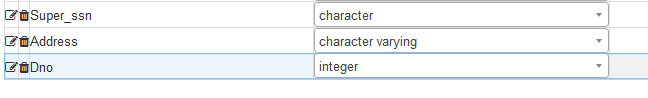 Super_ssn character
Address character varying
Dno integer